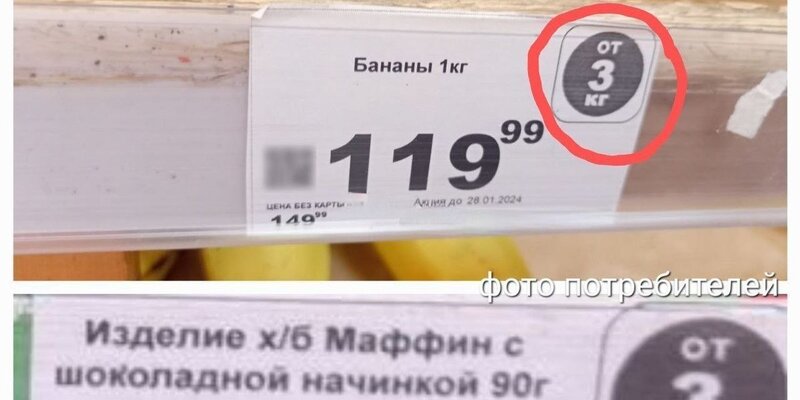 Бананы 1кг
ОТ
3
КГ
119 99
ЦЕНА БЕЗ КАРТЫ
Акция до 28.01.2024
149 99
фото потребителей
Изделие х/б Маффин с
шоколадной начинкой 90г
ОТ